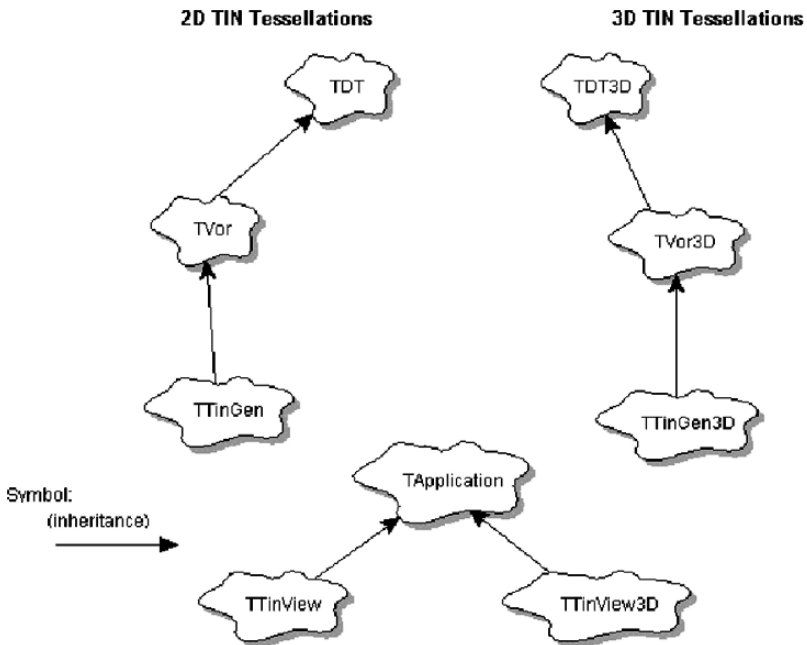 2D TIN Tessellations
3D TIN Tessellations
TDT
TDT3D
TVor
TVor3D
TTinGen
TTinGen3D
TApplication
Symbol:
(inheritance)
TTinView
TTinView3D